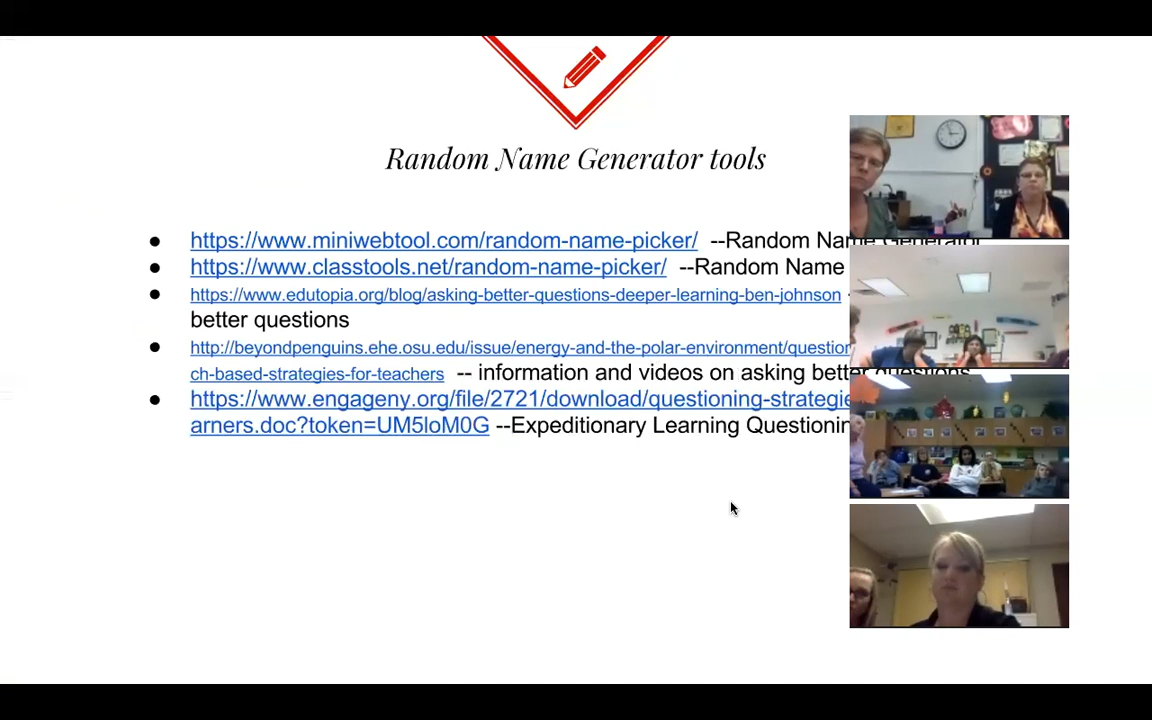 Random Name Generator tools
● https://www.miniwebtool.com/random-name-picker/ --Random Name Generator
● https://www.classtools.net/random-name-picker/ --Random Name
● https://www.edutopia.org/blog/asking-better-questions-deeper-learning-ben-johnson
better questions
● http://beyondpenguins.ehe.osu.edu/issue/energy-and-the-polar-environment/question
ch-based-strategies-for-teachers -- information and videos on asking better questions
● https://www.engageny.org/file/2721/download/questioning-strategie
arners.doc?token=UM5loM0G --Expeditionary Learning Questionin